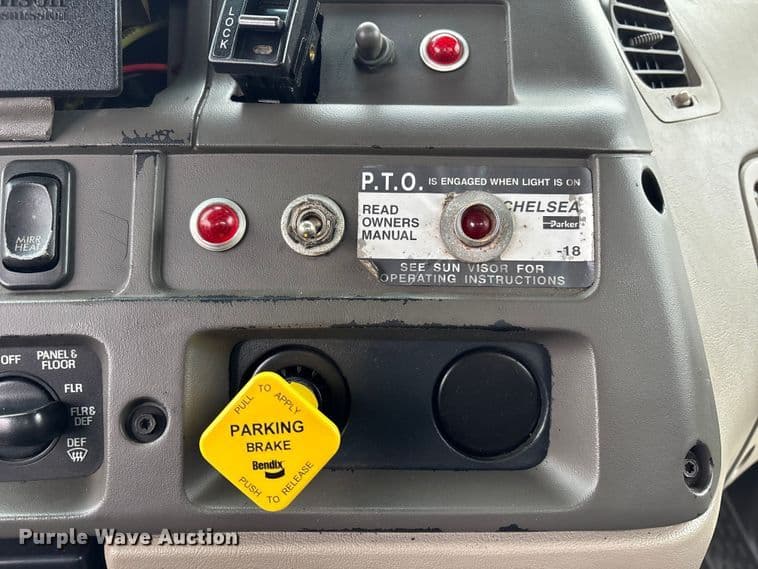 LOCK
P.T.O. IS ENGAGED WHEN LIGHT IS ON
READ
OWNERS
MANUAL
CHELSEA
Parker
-18
SEE SUN VISOR FOR
OPERATING INSTRUCTIONS
MIRR
HEAT
OFF
PANEL &
FLOOR
FLR
FLR&
DEF
DEF
PULL TO APPLY
PARKING
BRAKE
Bendix
PUSH TO RELEASE
Purple Wave Auction